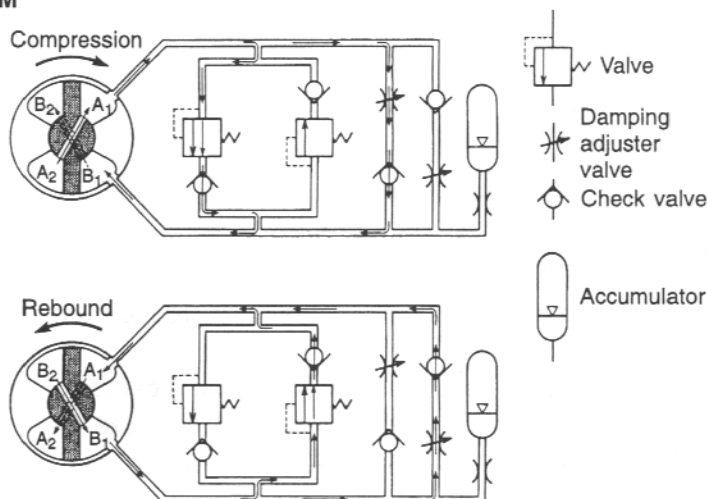 M
Compression
B2
A1
A2
B1
Valve
Damping
adjuster
valve
Check valve
Accumulator
Rebound
B2
A1
A2
B1